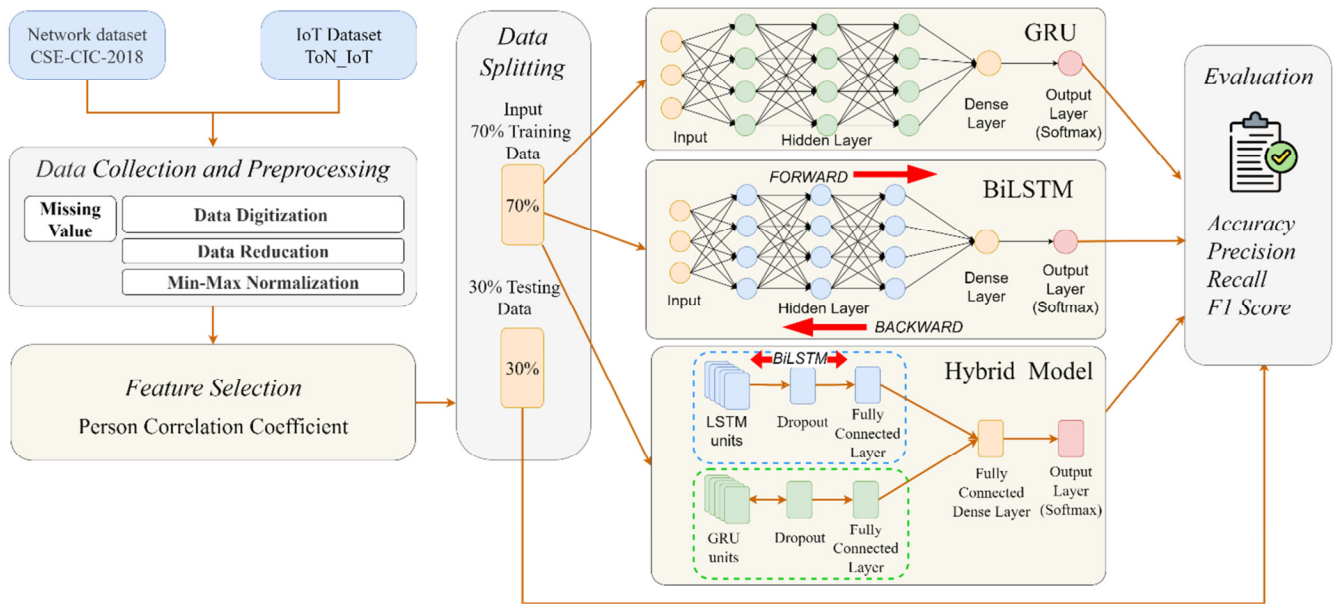 Network dataset
CSE-CIC-2018
IoT Dataset
ToN_IoT
Data Collection and Preprocessing
Missing
Value
Data Digitization
Data Reducation
Min-Max Normalization
Feature Selection
Person Correlation Coefficient
Data
Splitting
Input
70% Training
Data
70%
30% Testing
Data
30%
GRU
Input
Hidden Layer
Dense
Layer
Output
Layer
(Softmax)
FORWARD
BiLSTM
Input
Hidden Layer
Dense
Layer
Output
Layer
(Softmax)
BACKWARD
Hybrid Model
BiLSTM
LSTM
units
Dropout
Fully
Connected
Layer
GRU
units
Dropout
Fully
Connected
Layer
Fully
Connected
Dense Layer
Output
Layer
(Softmax)
Evaluation
Accuracy
Precision
Recall
F1 Score